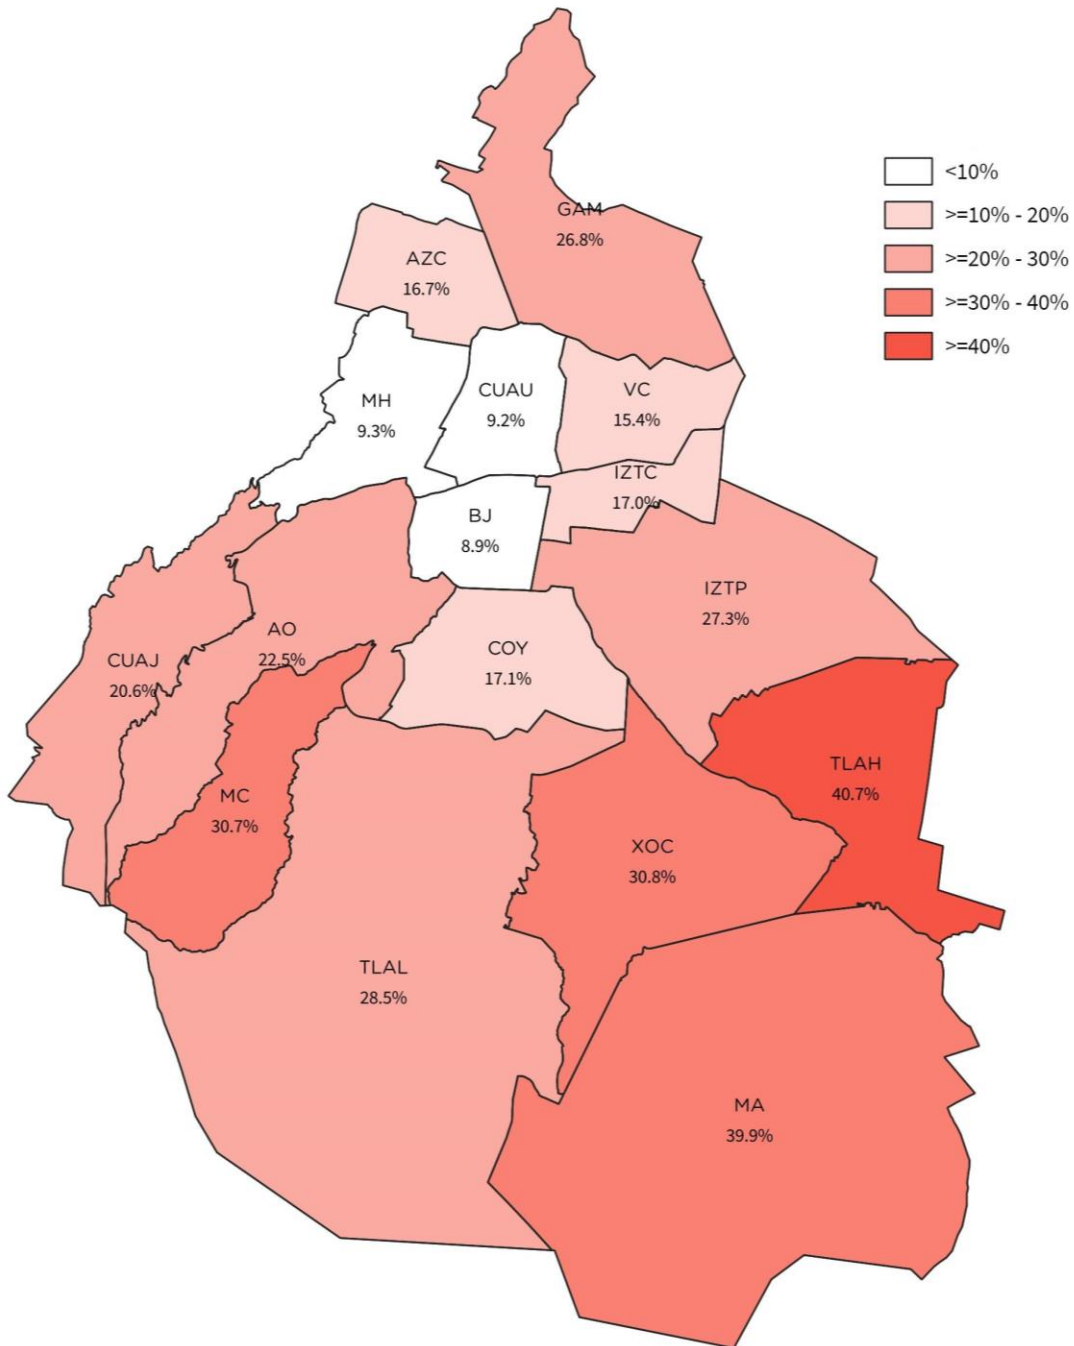 <10%
>=10% - 20%
>=20% - 30%
>=30% - 40%
>=40%
GAM
26.8%
AZC
16.7%
MH
9.3%
CUAU
9.2%
VC
15.4%
IZTC
17.0%
BJ
8.9%
IZTP
27.3%
AO
22.5%
COY
17.1%
CUAJ
20.6%
TLAH
40.7%
MC
30.7%
XOC
30.8%
TLAL
28.5%
MA
39.9%